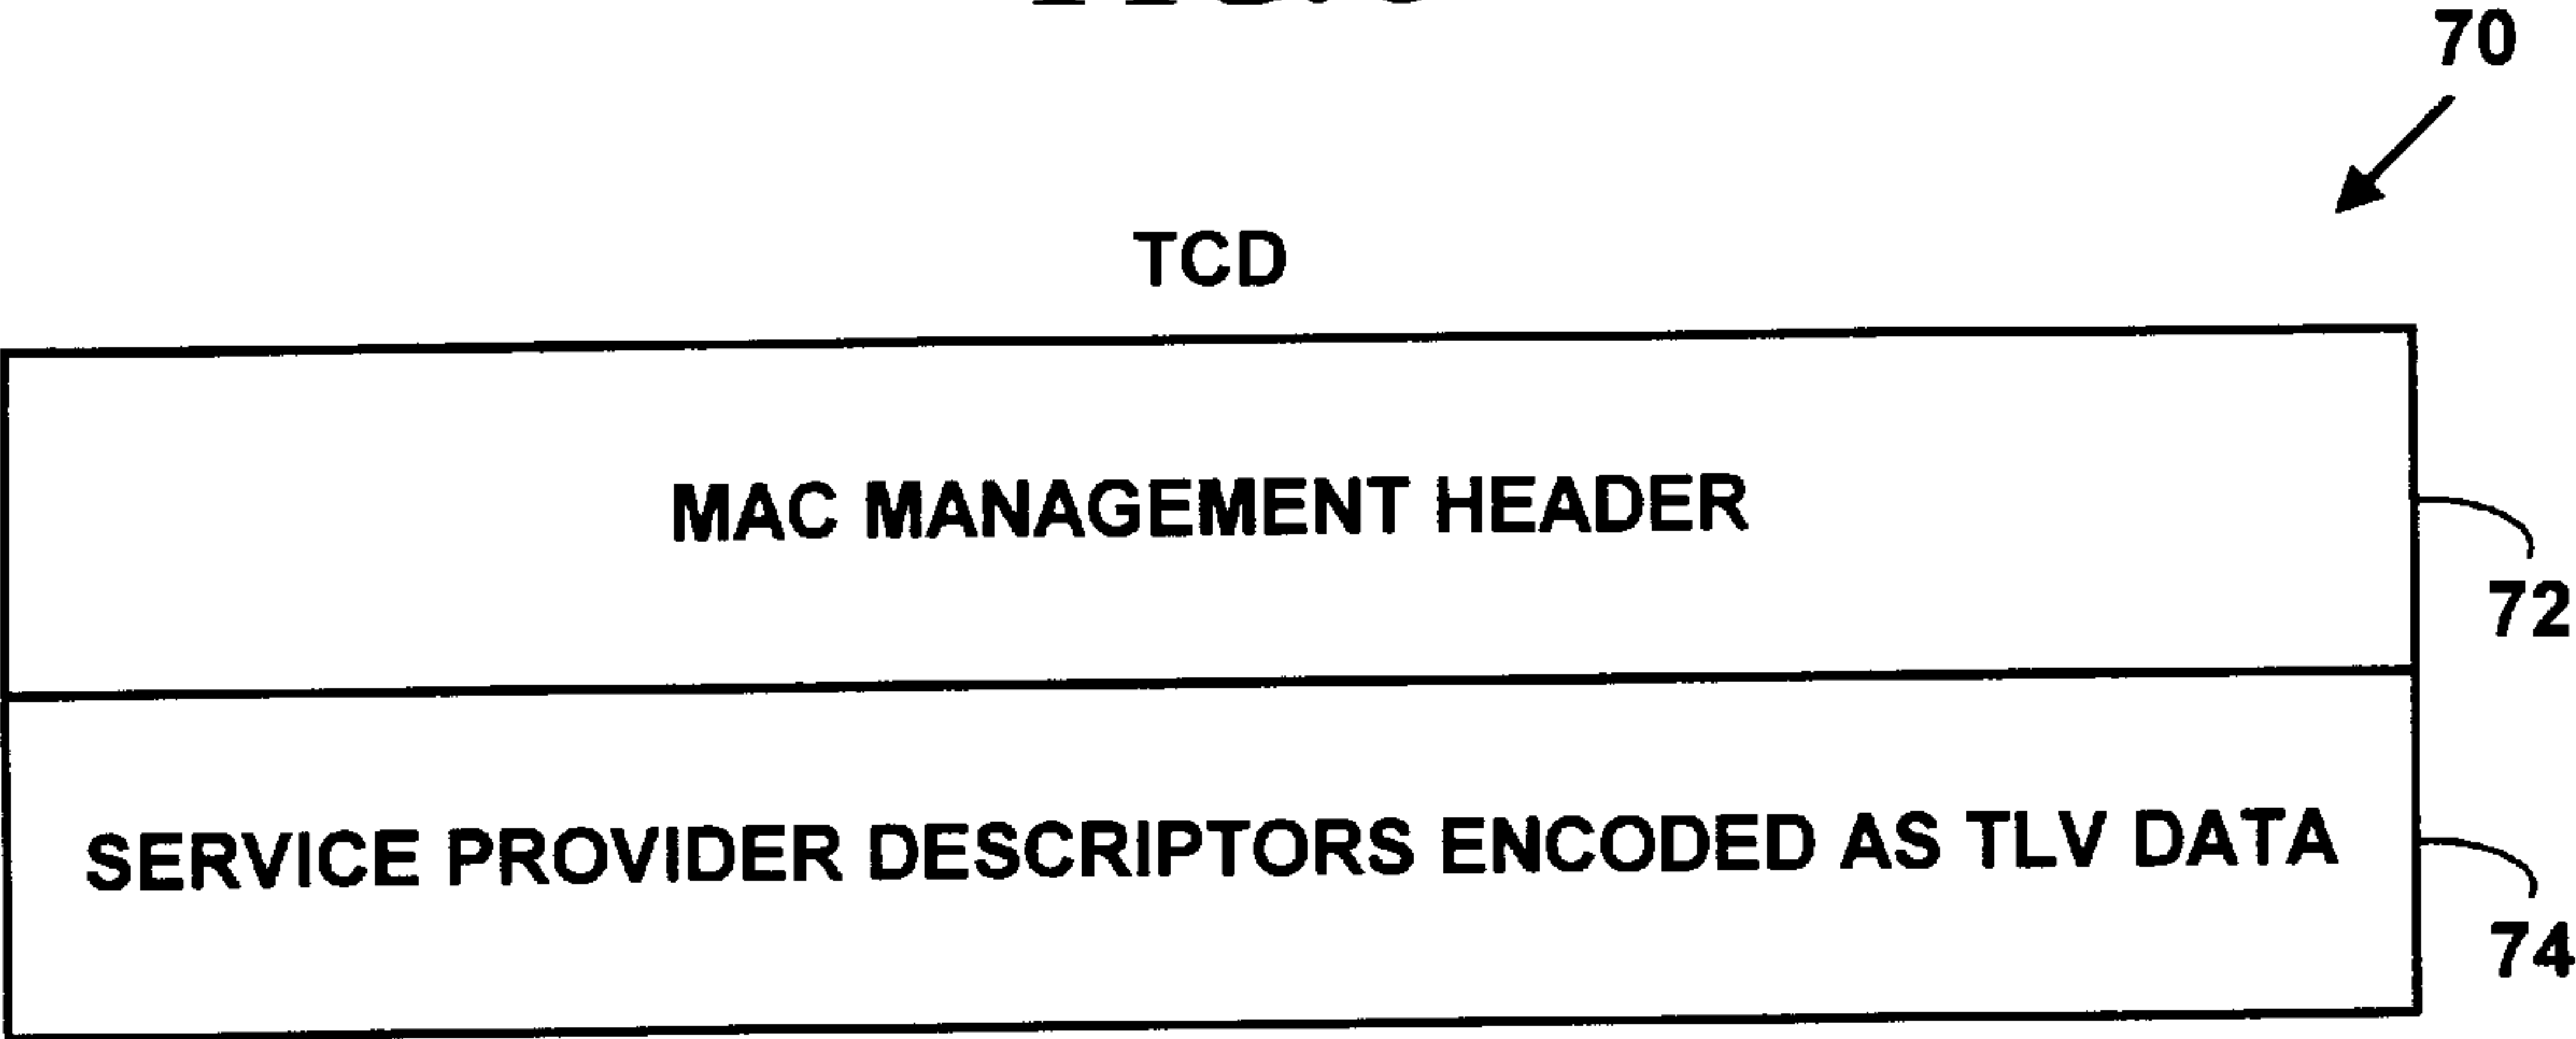 70
TCD
MAC MANAGEMENT HEADER
72
SERVICE PROVIDER DESCRIPTORS ENCODED AS TLV DATA
74